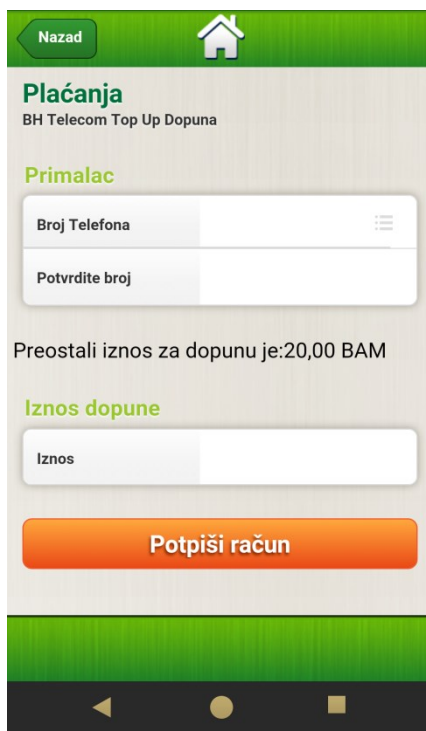 Nazad
Plaćanja
BH Telecom Top Up Dopuna
Primalac
Broj Telefona
Potvrdite broj
Preostali iznos za dopunu je:20,00 BAM
Iznos dopune
Iznos
Potpiši račun